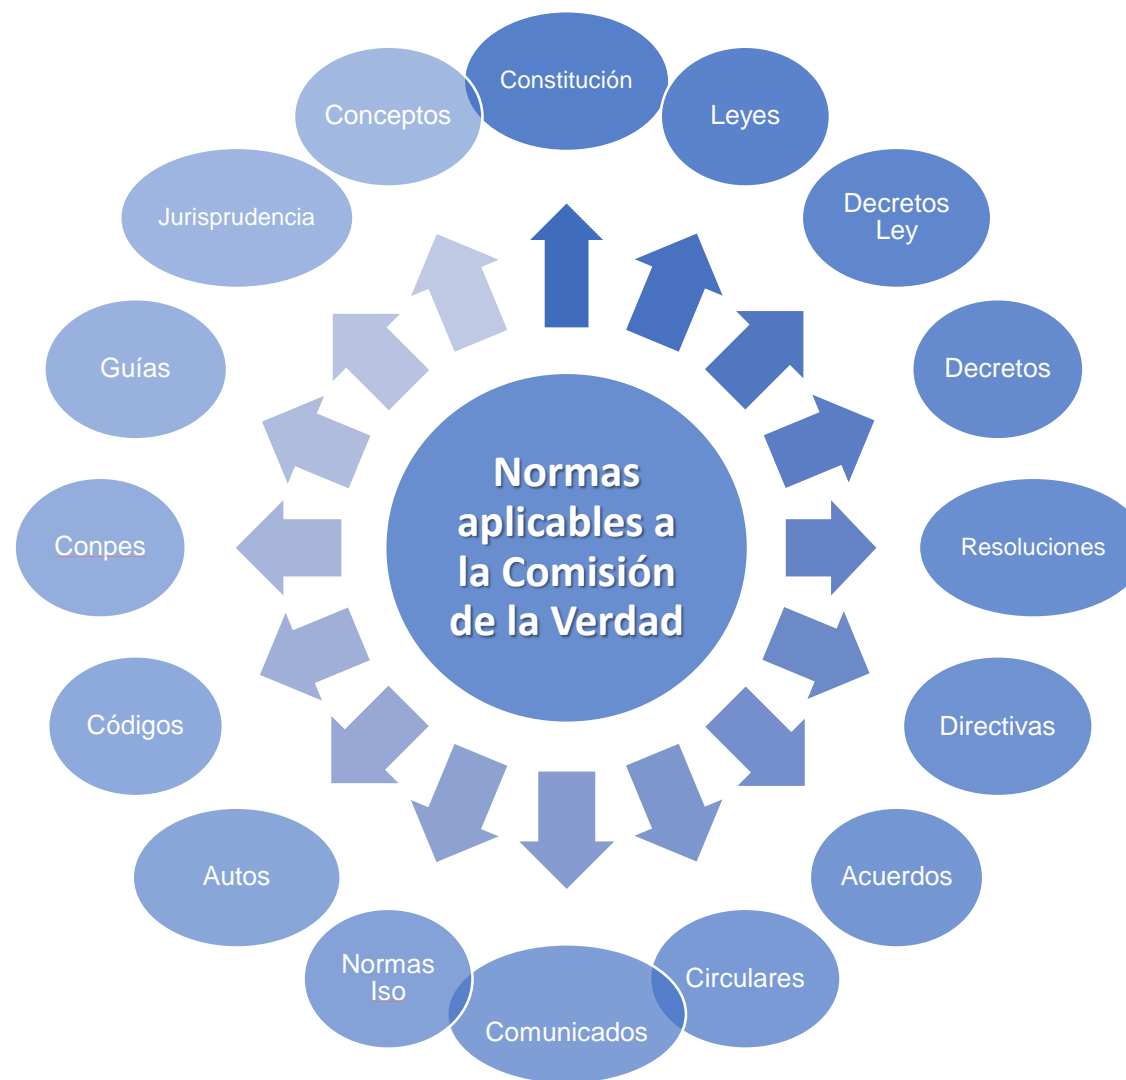 Constitución
Leyes
Decretos
Ley
Decretos
Resoluciones
Directivas
Acuerdos
Circulares
Comunicados
Normas
Iso
Autos
Códigos
Conpes
Guías
Jurisprudencia
Conceptos
Normas
aplicables a
la Comisión
de la Verdad